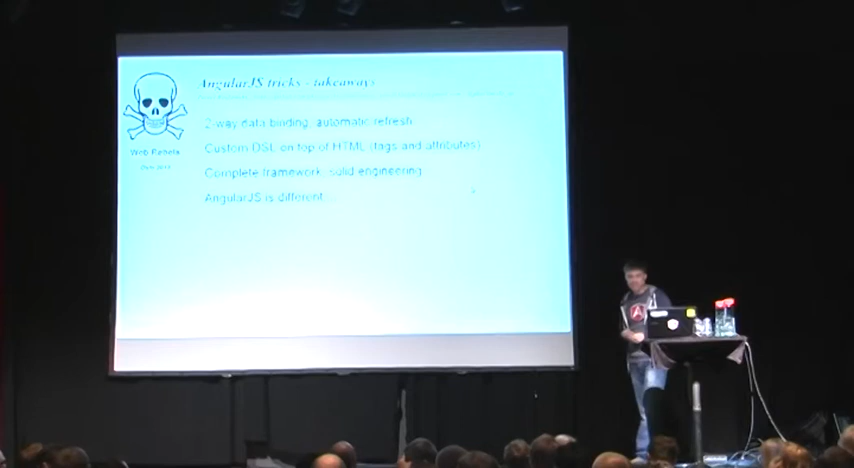 AngularJS tricks - takeaways
2-way data binding, automatic refresh
Custom DSL on top of HTML (tags and attributes)
Complete framework, solid engineering
AngularJS is different...
Web Rebels